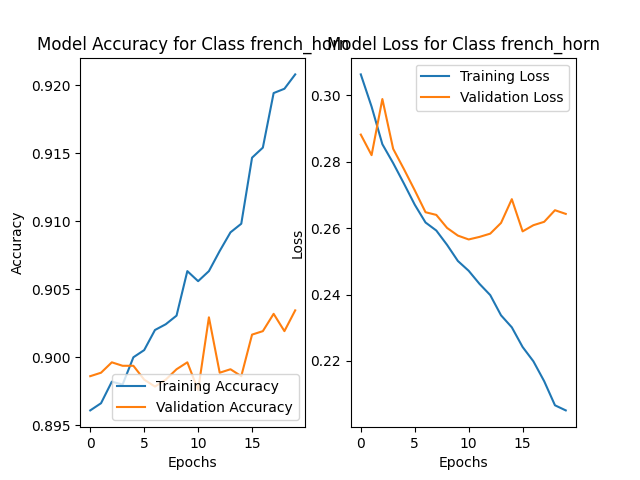 Model Accuracy for Class french_horn
Accuracy
0.920
0.915
0.910
0.905
0.900
0.895
0
5
10
15
Epochs
Training Accuracy
Validation Accuracy
Model Loss for Class french_horn
Loss
0.30
0.28
0.26
0.24
0.22
0
5
10
15
Epochs
Training Loss
Validation Loss